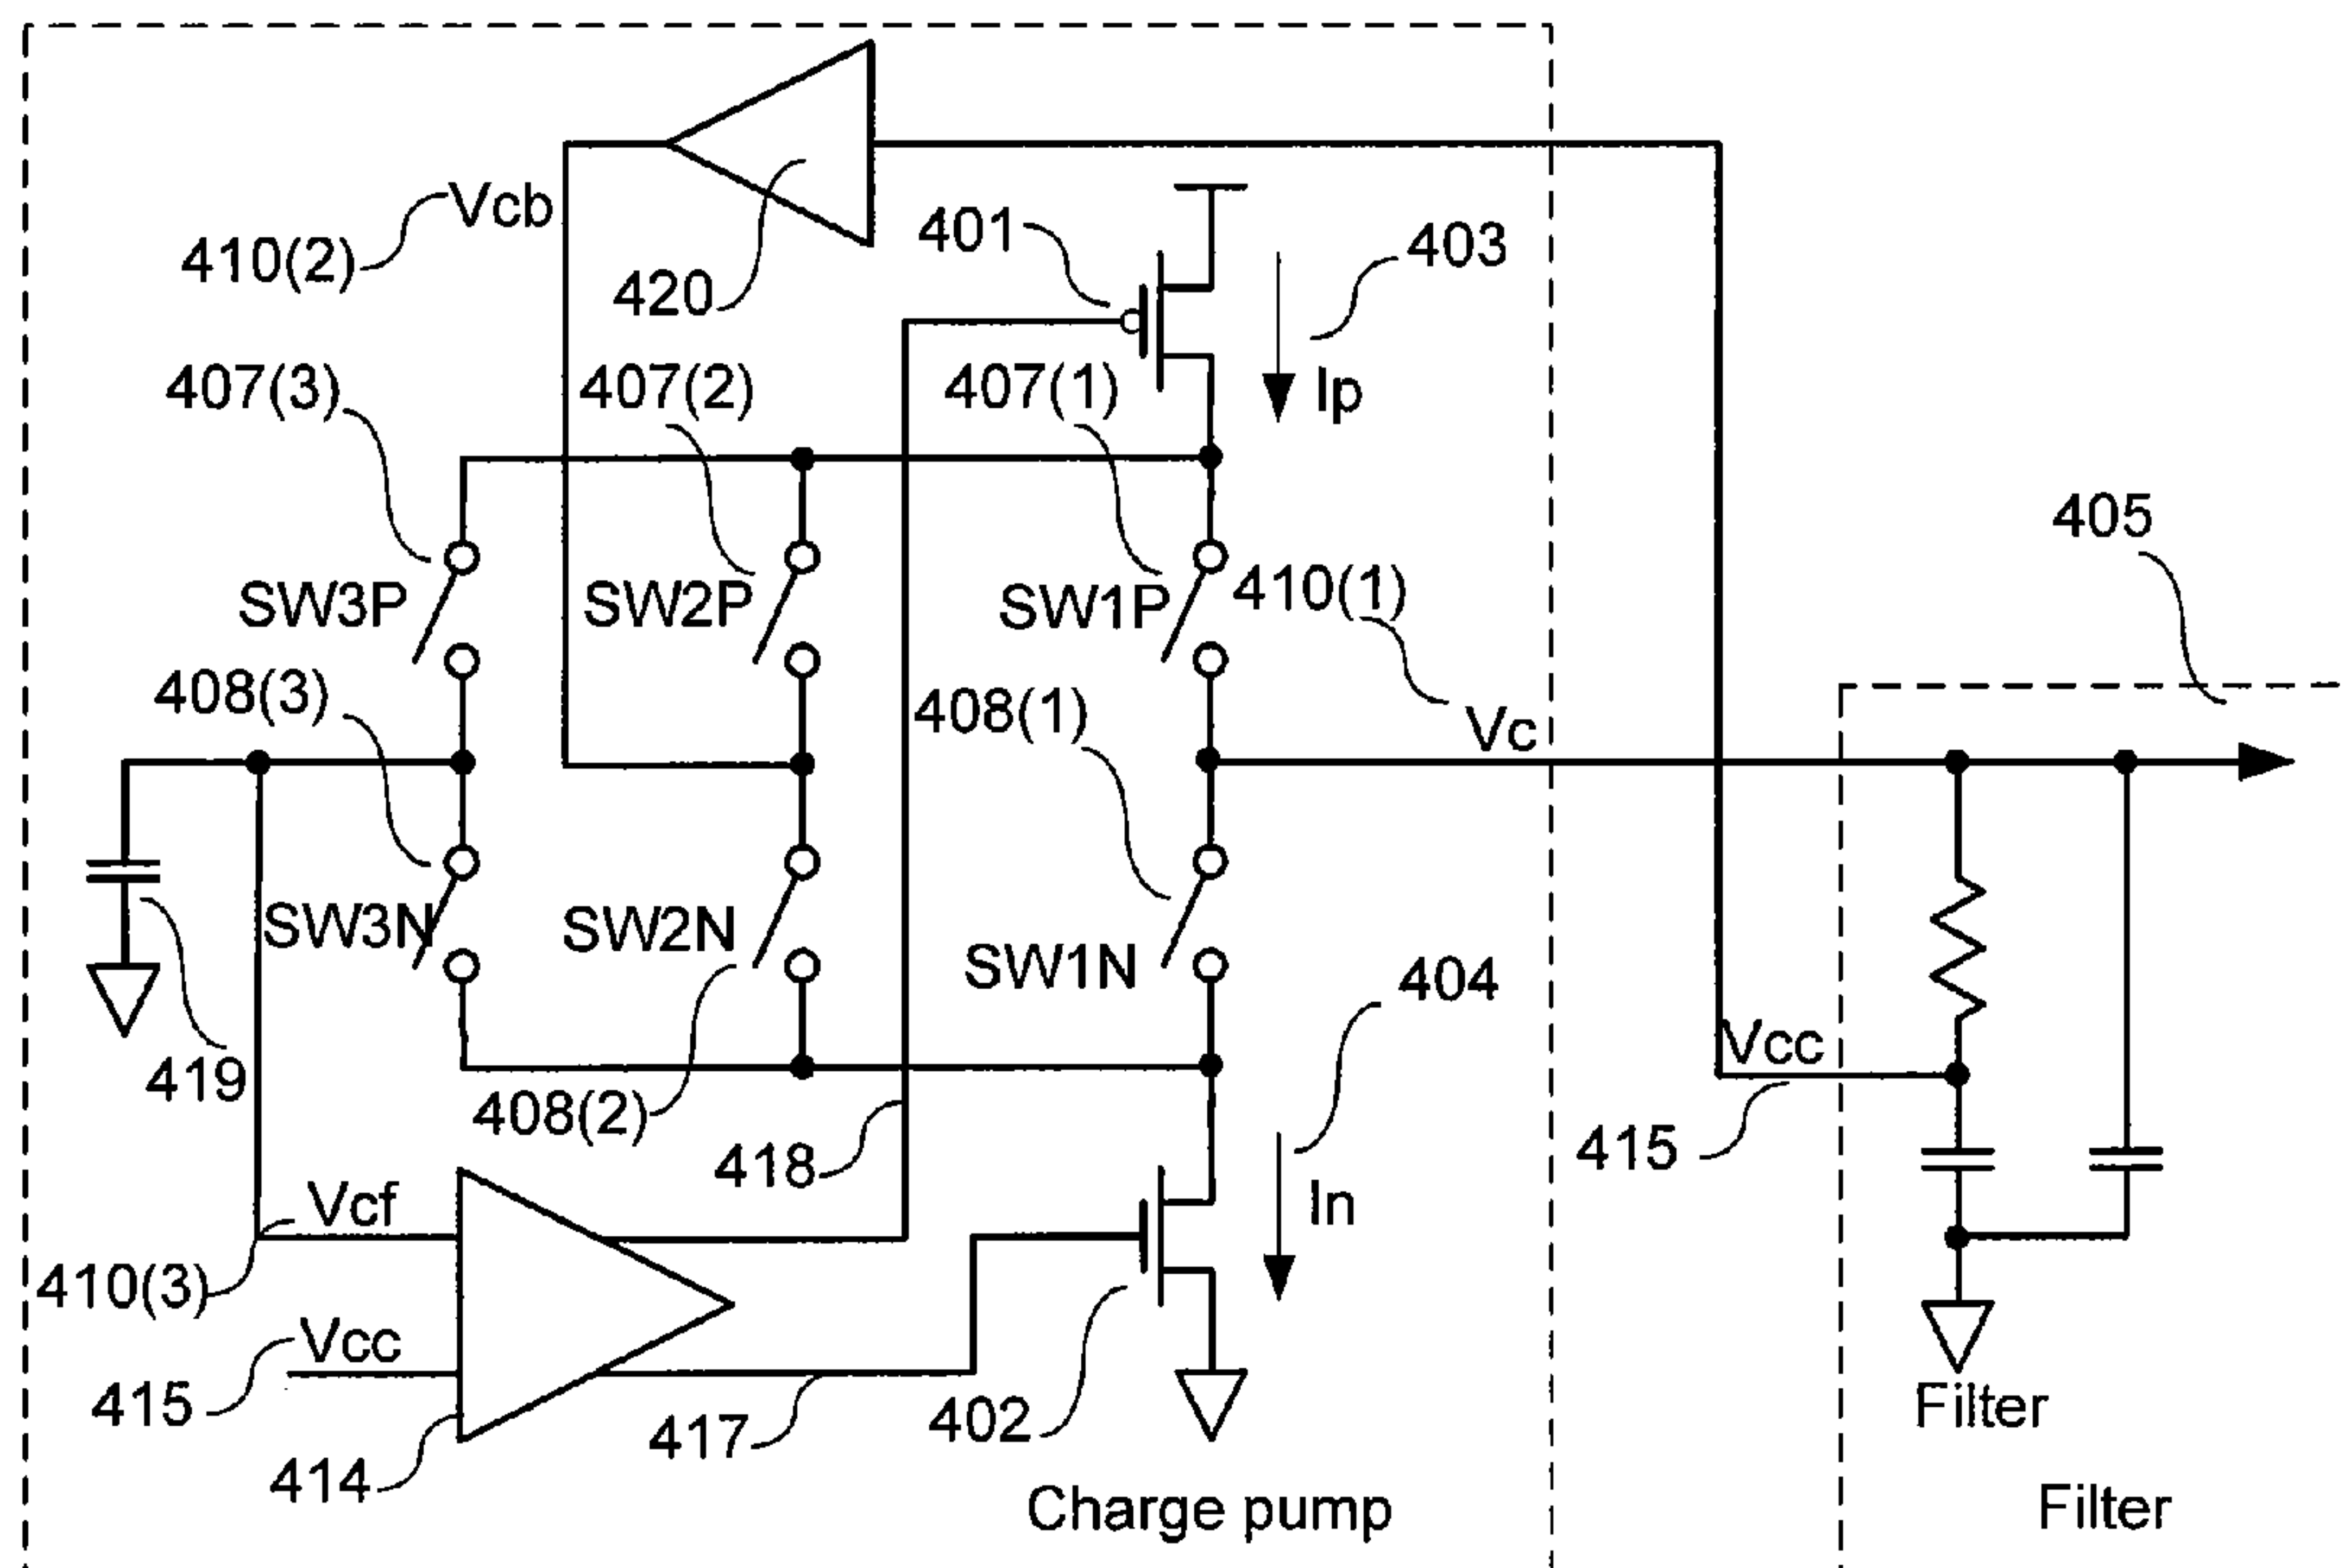 Vcb
410(2)
420
401
403
Ip
407(3)
407(2)
407(1)
405
SW3P
SW2P
SW1P
410(1)
408(3)
408(1)
Vc
SW3N
SW2N
SW1N
404
419
408(2)
418
Vcc
415
Vcf
In
410(3)
Vcc
415
417
402
414
Filter
Charge pump
Filter